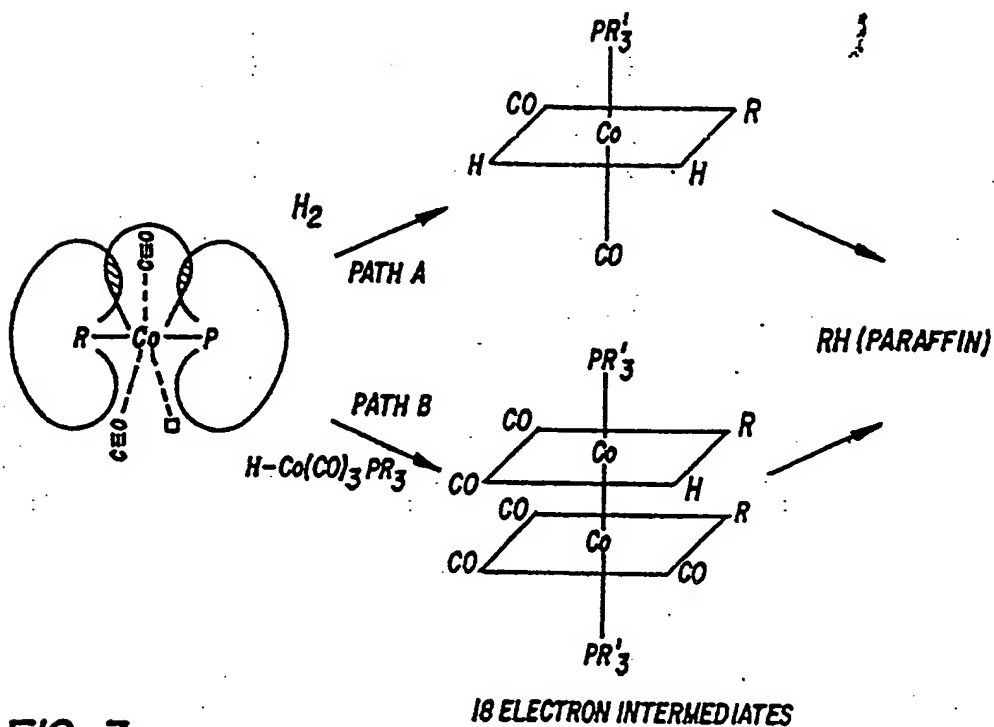 PR'3
CO
R
Co
H
H
CO
H2
PATH A
C≡O
R
Co
P
C≡O
RH (PARAFFIN)
PATH B
H-Co(CO)3PR3
PR'3
CO
R
Co
CO
H
CO
R
Co
CO
CO
PR'3
18 ELECTRON INTERMEDIATES
FIG.